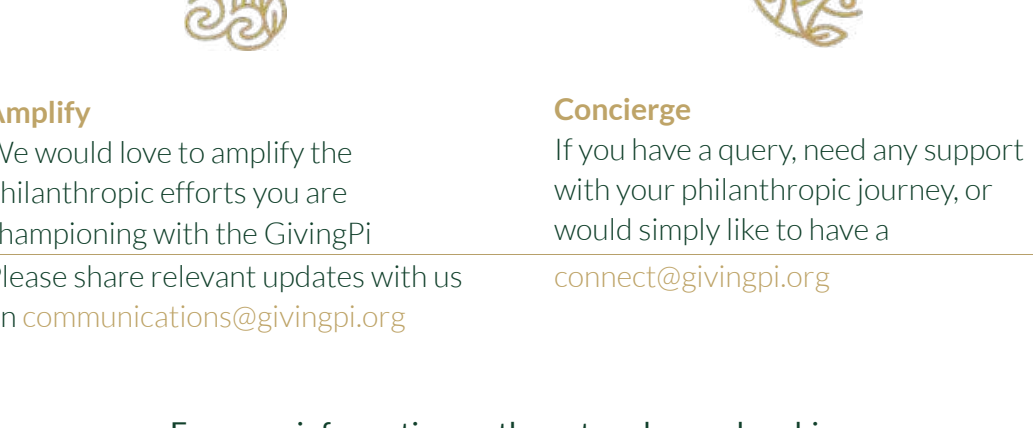 Amplify
We would love to amplify the
philanthropic efforts you are
championing with the GivingPi
Please share relevant updates with us
on communications@givingpi.org
Concierge
If you have a query, need any support
with your philanthropic journey, or
would simply like to have a
connect@givingpi.org